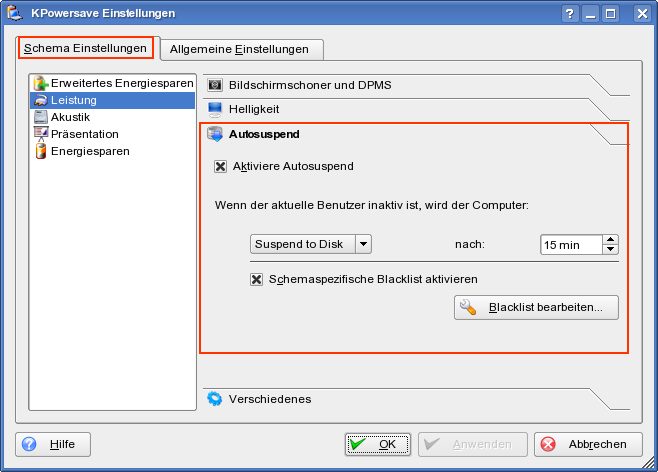 KPowersave Einstellungen
Schema Einstellungen
Allgemeine Einstellungen
Erweitertes Energiesparen
Leistung
Akustik
Präsentation
Energiesparen
Bildschirmschoner und DPMS
Helligkeit
Autosuspend
Aktiviere Autosuspend
Wenn der aktuelle Benutzer inaktiv ist, wird der Computer:
Suspend to Disk
nach:
15 min
Schemaspezifische Blacklist aktivieren
Blacklist bearbeiten...
Verschiedenes
Hilfe
OK
Anwenden
Abbrechen